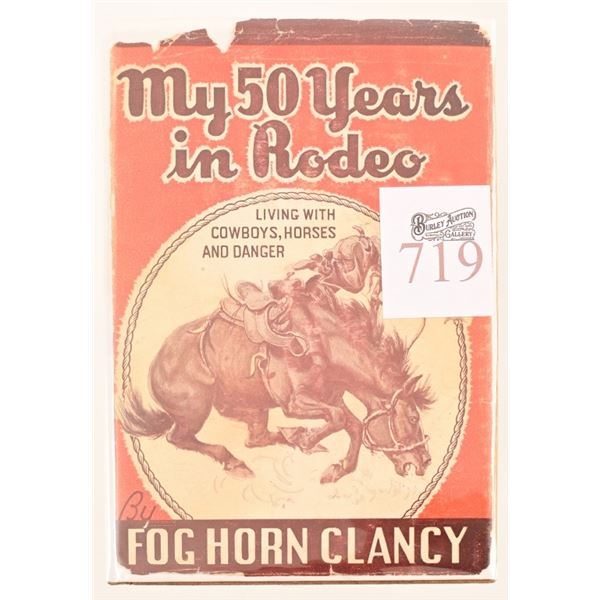 My 50 Years
in Rodeo
LIVING WITH
COWBOYS, HORSES
AND DANGER
BURLEY AUCTION
GALLERY
719
By
FOG HORN CLANCY